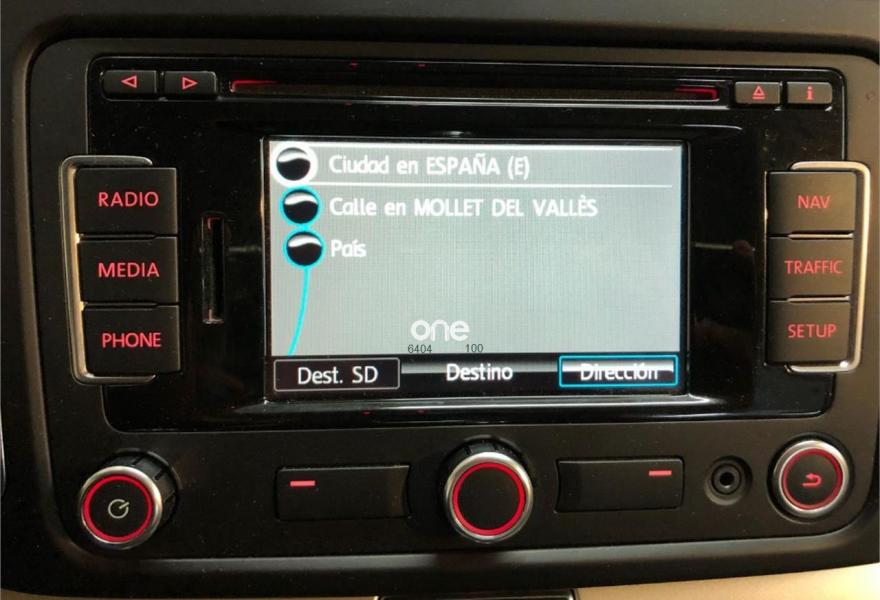 i
RADIO
MEDIA
PHONE
Ciudad en ESPAÑA (E)
Calle en MOLLET DEL VALLÈS
País
one
6404 100
Dest. SD
Destino
Dirección
NAV
TRAFFIC
SETUP